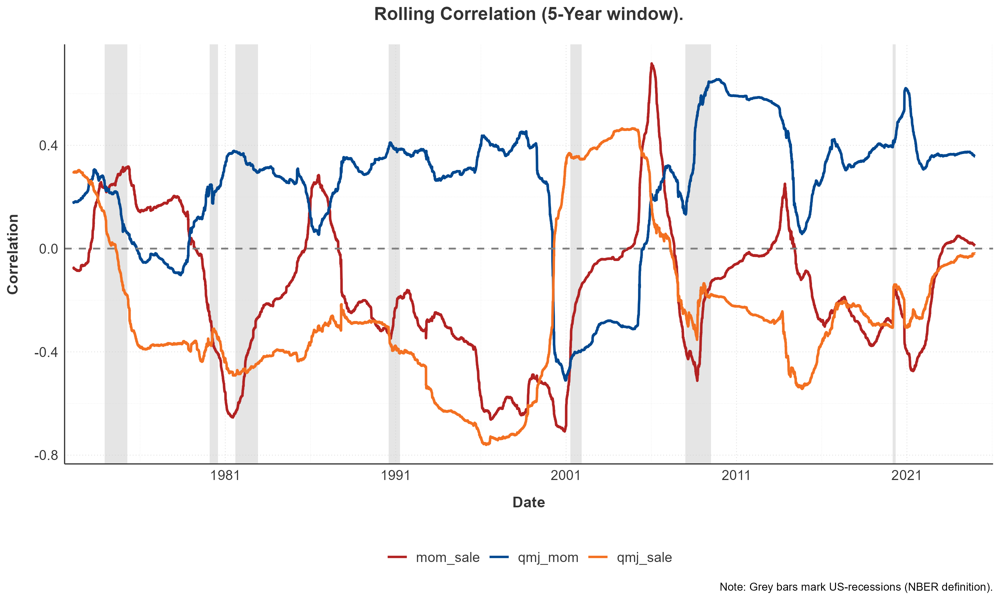 Rolling Correlation (5-Year window).
Correlation
0.4
0.0
-0.4
-0.8
1981 1991 2001 2011 2021
Date
mom_sale qmj_mom qmj_sale
Note: Grey bars mark US-recessions (NBER definition).